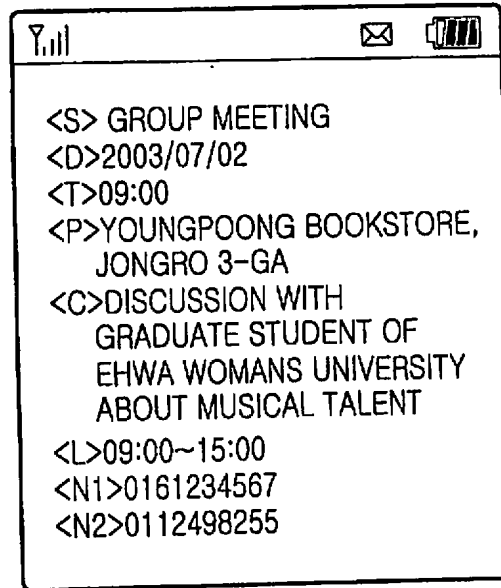 <S> GROUP MEETING
<D>2003/07/02
<T>09:00
<P>YOUNGPOONG BOOKSTORE,
JONGRO 3-GA
<C>DISCUSSION WITH
GRADUATE STUDENT OF
EHWA WOMANS UNIVERSITY
ABOUT MUSICAL TALENT
<L>09:00~15:00
<N1>0161234567
<N2>0112498255